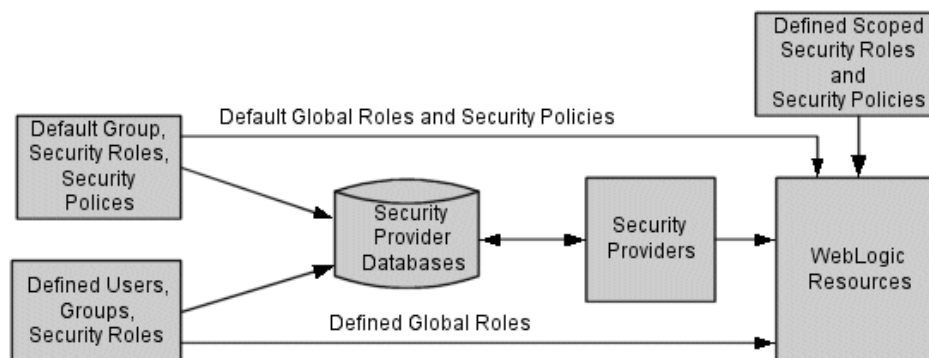 Defined Scoped
Security Roles
and
Security Policies
Default Global Roles and Security Policies
Default Group,
Security Roles,
Security
Polices
Security
Provider
Databases
Security
Providers
WebLogic
Resources
Defined Users,
Groups,
Security Roles
Defined Global Roles